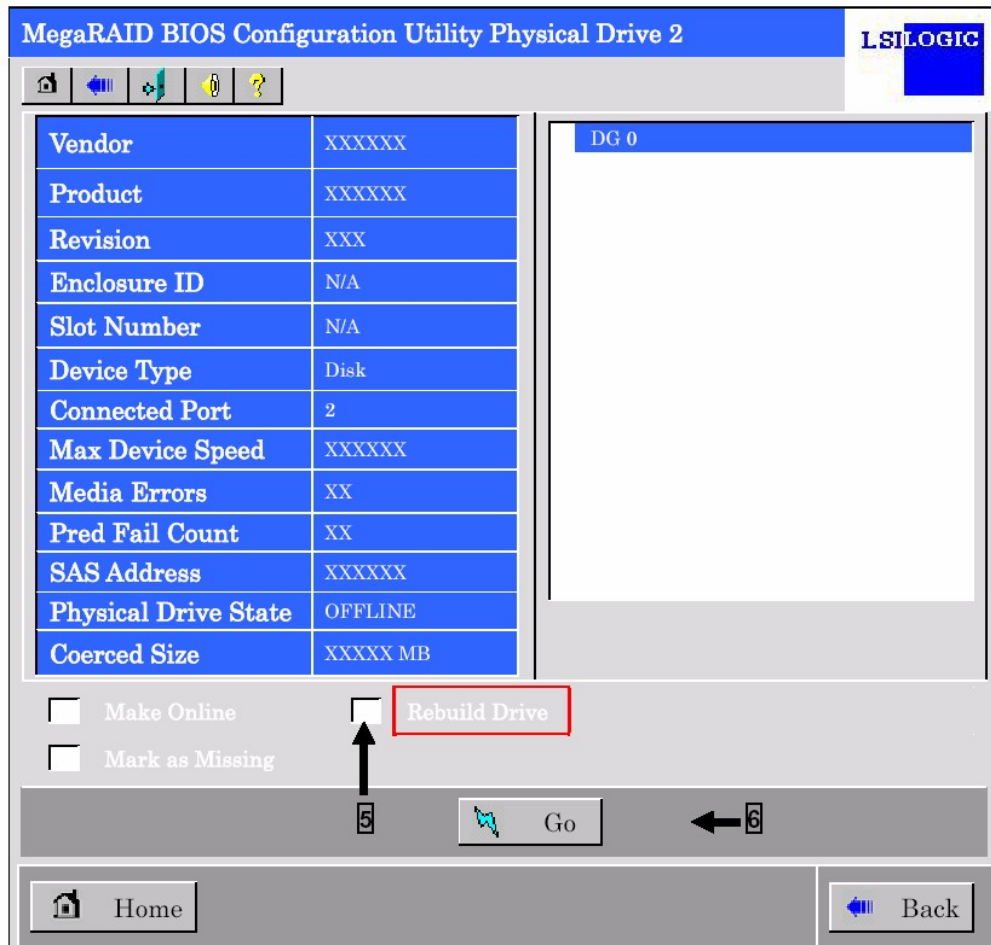 MegaRAID BIOS Configuration Utility Physical Drive 2
LSI LOGIC
Vendor XXXXXX
Product XXXXXX
Revision XXX
Enclosure ID N/A
Slot Number N/A
Device Type Disk
Connected Port 2
Max Device Speed XXXXXX
Media Errors XX
Pred Fail Count XX
SAS Address XXXXXX
Physical Drive State OFFLINE
Coerced Size XXXXX MB
DG 0
Make Online Rebuild Drive
Mark as Missing
5
Go
6
Home
Back